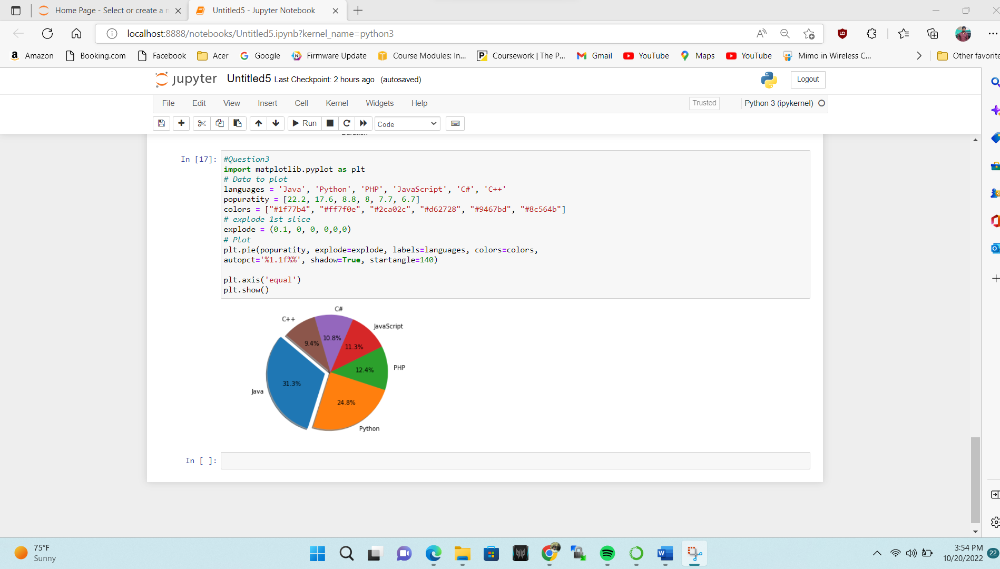 Home Page - Select or create a n
Untitled5 - Jupyter Notebook
localhost:8888/notebooks/Untitled5.ipynb?kernel_name=python3
Amazon
Booking.com
Facebook
Acer
Google
Firmware Update
Course Modules: In...
Coursework | The P...
Gmail
YouTube
Maps
YouTube
Mimo in Wireless C...
Other favorite
jupyter Untitled5 Last Checkpoint: 2 hours ago (autosaved)
Logout
File Edit View Insert Cell Kernel Widgets Help
Trusted
Python 3 (ipykernel)
Run
Code
In [17]:
#Question3
import matplotlib.pyplot as plt
# Data to plot
languages = 'Java', 'Python', 'PHP', 'JavaScript', 'C#', 'C++'
popuratity = [22.2, 17.6, 8.8, 8, 7.7, 6.7]
colors = ["#1f77b4", "#ff7f0e", "#2ca02c", "#d62728", "#9467bd", "#8c564b"]
# explode 1st slice
explode = (0.1, 0, 0, 0,0,0)
# Plot
plt.pie(popuratity, explode=explode, labels=languages, colors=colors,
autopct='%1.1f%%', shadow=True, startangle=140)
plt.axis('equal')
plt.show()
C#
C++
JavaScript
10.8%
9.4%
11.3%
PHP
12.4%
31.3%
Java
24.8%
Python
In [ ]:
75°F
Sunny
3:54 PM
10/20/2022
22